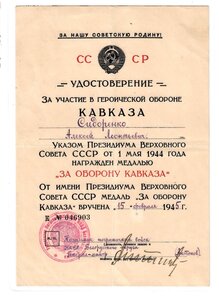 ЗА НАШУ СОВЕТСКУЮ РОДИНУ!
СС СР
УДОСТОВЕРЕНИЕ
ЗА УЧАСТИЕ В ГЕРОИЧЕСКОЙ ОБОРОНЕ
КАВКАЗА
Сидоренко
Алексей Леонтьевич
УКАЗОМ ПРЕЗИДИУМА ВЕРХОВНОГО
СОВЕТА СССР ОТ 1 МАЯ 1944 ГОДА
НАГРАЖДЕН МЕДАЛЬЮ
„ЗА ОБОРОНУ КАВКАЗА"
ОТ ИМЕНИ ПРЕЗИДИУМА ВЕРХОВНОГО
СОВЕТА СССР МЕДАЛЬ „ЗА ОБОРОНУ
КАВКАЗА" ВРУЧЕНА „15" февраля 1945 г.
К № 046903